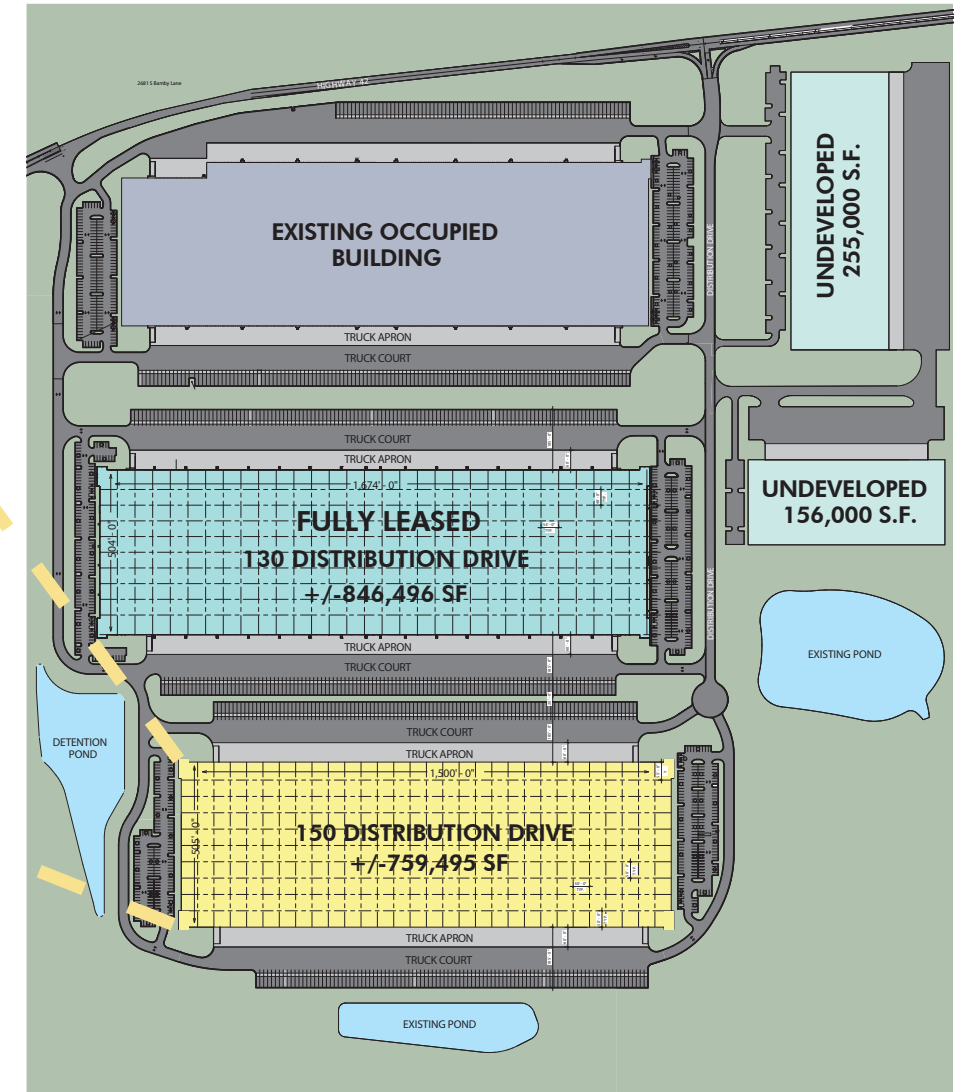 2681 S Bamby Lane
HIGHWAY 42
UNDEVELOPED
255,000 S.F.
EXISTING OCCUPIED
BUILDING
DISTRIBUTION DRIVE
TRUCK APRON
TRUCK COURT
TRUCK COURT
TRUCK APRON
1,674' - 0"
504' - 0"
FULLY LEASED
130 DISTRIBUTION DRIVE
+/-846,496 SF
UNDEVELOPED
156,000 S.F.
DISTRIBUTION DRIVE
TRUCK APRON
TRUCK COURT
EXISTING POND
DETENTION
POND
TRUCK COURT
TRUCK APRON
1,500' - 0"
505' - 0"
150 DISTRIBUTION DRIVE
+/-759,495 SF
TRUCK APRON
TRUCK COURT
EXISTING POND